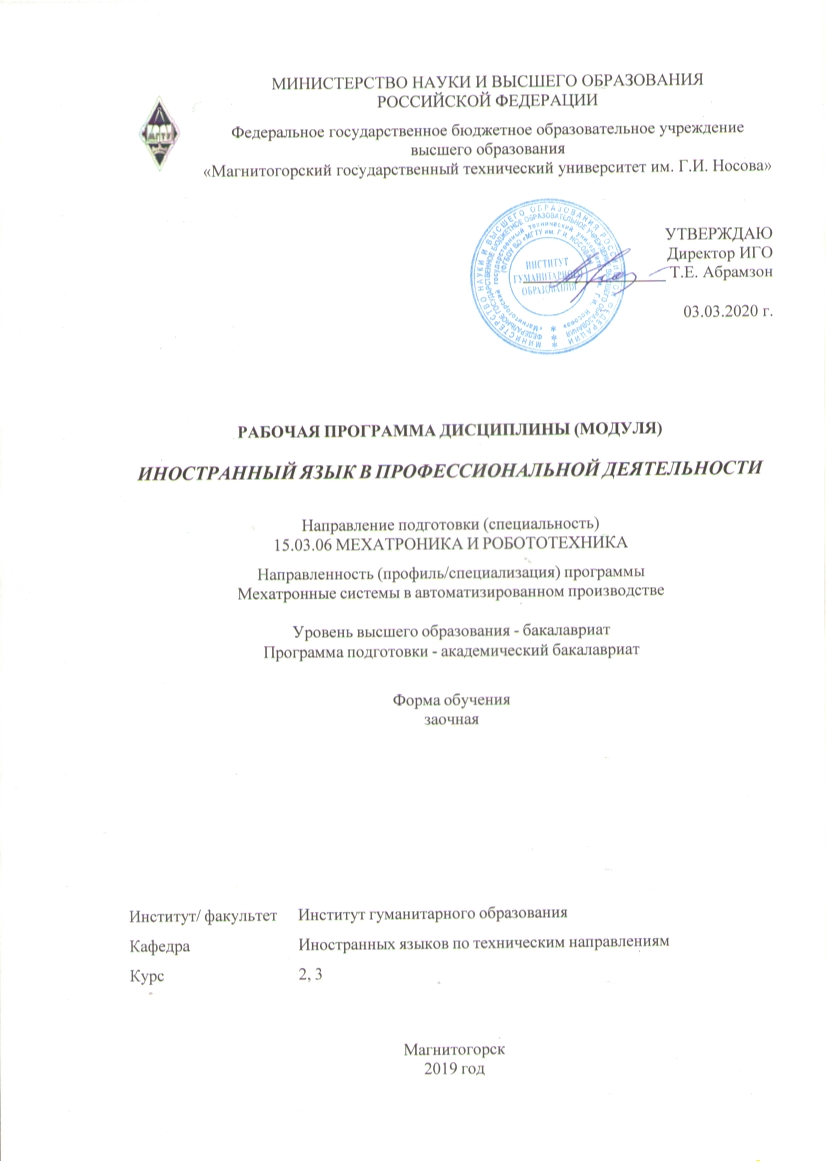 МИНИСТЕРСТВО НАУКИ И ВЫСШЕГО ОБРАЗОВАНИЯ
РОССИЙСКОЙ ФЕДЕРАЦИИ
МГТУ
Федеральное государственное бюджетное образовательное учреждение
высшего образования
«Магнитогорский государственный технический университет им. Г.И. Носова»
УТВЕРЖДАЮ
Директор ИГО
Т.Е. Абрамзон
03.03.2020 г.
ИНСТИТУТ
ГУМАНИТАРНОГО
ОБРАЗОВАНИЯ
РАБОЧАЯ ПРОГРАММА ДИСЦИПЛИНЫ (МОДУЛЯ)
ИНОСТРАННЫЙ ЯЗЫК В ПРОФЕССИОНАЛЬНОЙ ДЕЯТЕЛЬНОСТИ
Направление подготовки (специальность)
15.03.06 МЕХАТРОНИКА И РОБОТОТЕХНИКА
Направленность (профиль/специализация) программы
Мехатронные системы в автоматизированном производстве
Уровень высшего образования - бакалавриат
Программа подготовки - академический бакалавриат
Форма обучения
заочная
Институт/ факультет Институт гуманитарного образования
Кафедра Иностранных языков по техническим направлениям
Курс 2, 3
Магнитогорск
2019 год